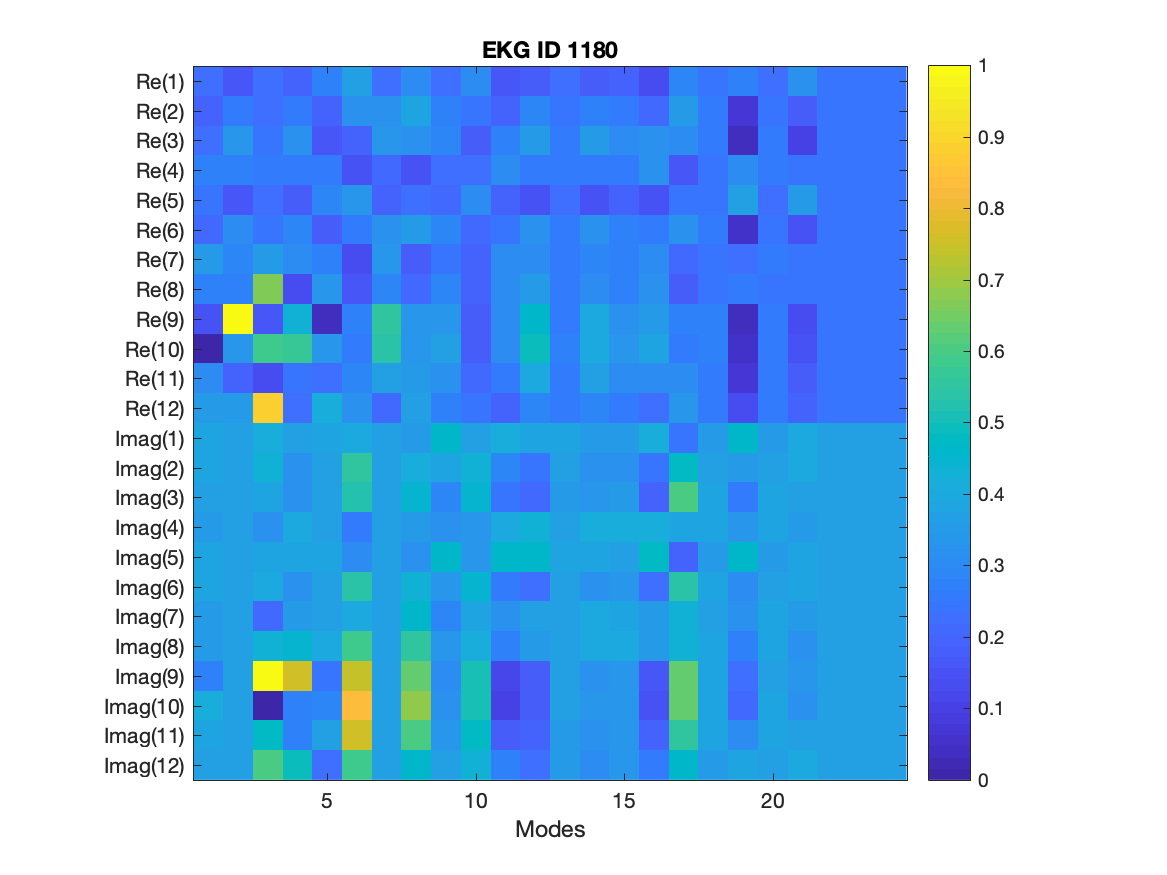 EKG ID 1180
Re(1)
Re(2)
Re(3)
Re(4)
Re(5)
Re(6)
Re(7)
Re(8)
Re(9)
Re(10)
Re(11)
Re(12)
Imag(1)
Imag(2)
Imag(3)
Imag(4)
Imag(5)
Imag(6)
Imag(7)
Imag(8)
Imag(9)
Imag(10)
Imag(11)
Imag(12)
5 10 15 20
Modes
1
0.9
0.8
0.7
0.6
0.5
0.4
0.3
0.2
0.1
0